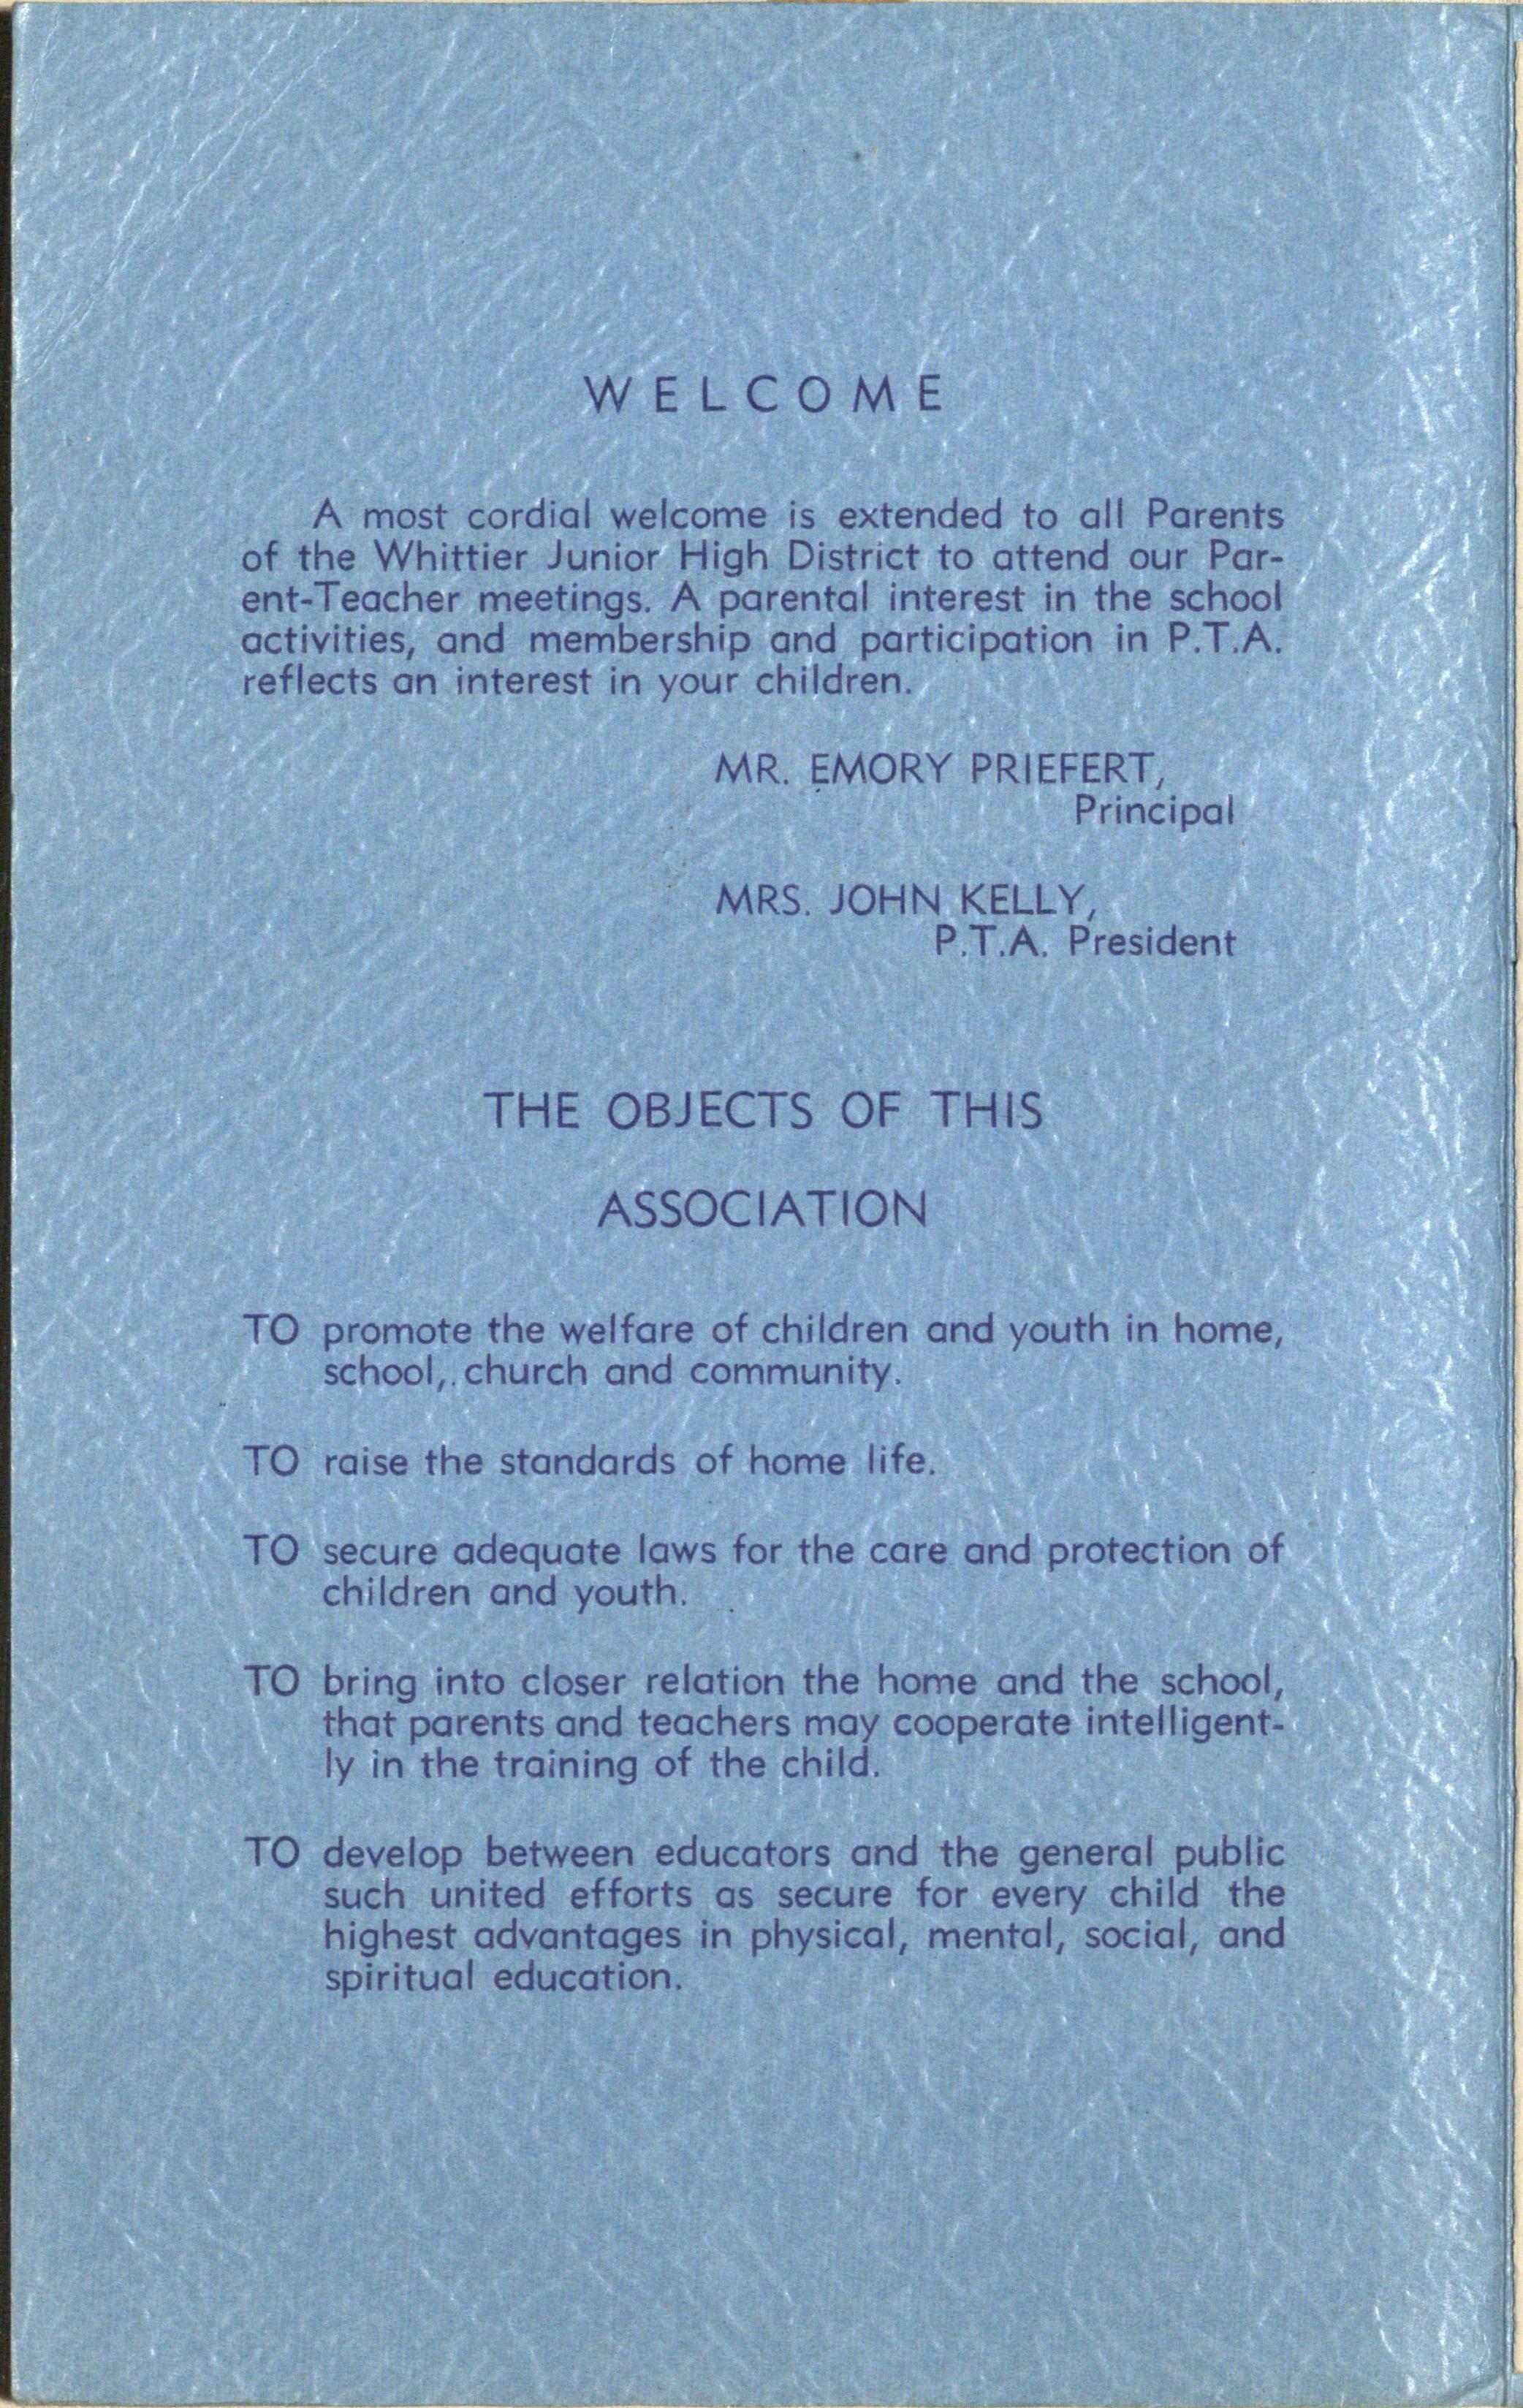 WELCOME
A most cordial welcome is extended to all Parents
of the Whittier Junior High District to attend our Par-
ent-Teacher meetings. A parental interest in the school
activities, and membership and participation in P.T.A.
reflects an interest in your children.
MR. EMORY PRIEFERT,
Principal
MRS. JOHN KELLY,
P.T.A. President
THE OBJECTS OF THIS
ASSOCIATION
TO promote the welfare of children and youth in home,
school,. church and community.
TO raise the standards of home life.
TO secure adequate laws for the care and protection of
children and youth.
TO bring into closer relation the home and the school,
that parents and teachers may cooperate intelligent-
ly in the training of the child.
TO develop between educators and the general public
such united efforts as secure for every child the
highest advantages in physical, mental, social, and
spiritual education.